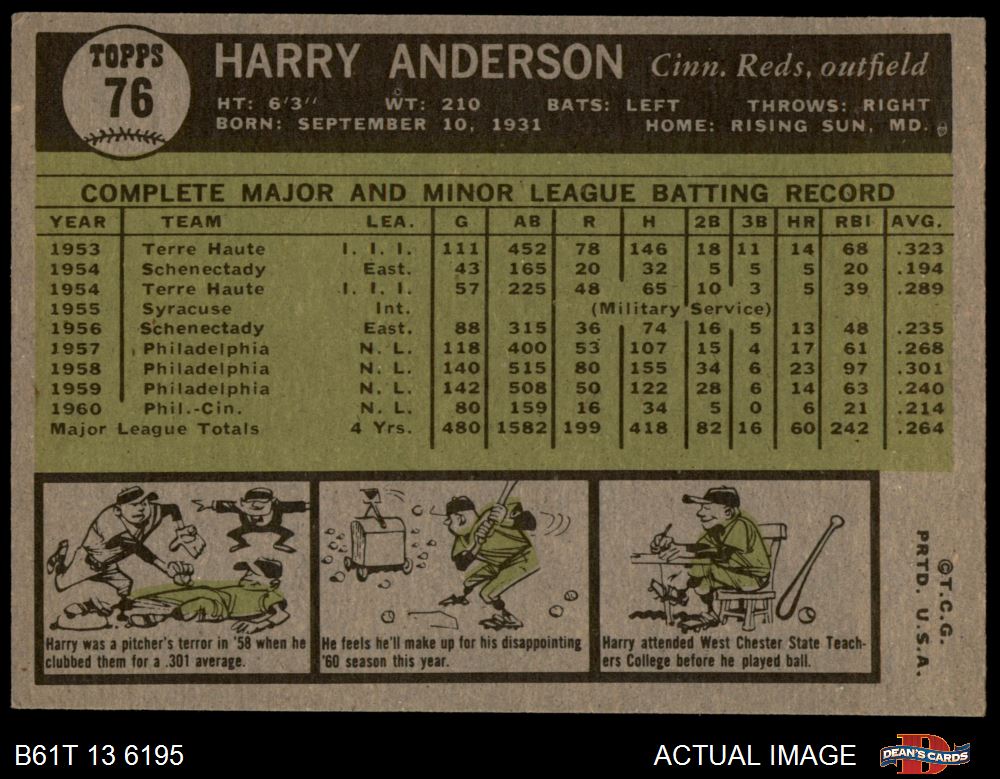 TOPPS
76
HARRY ANDERSON Cinn. Reds, outfield
HT: 6'3" WT: 210 BATS: LEFT THROWS: RIGHT
BORN: SEPTEMBER 10, 1931 HOME: RISING SUN, MD.
COMPLETE MAJOR AND MINOR LEAGUE BATTING RECORD
YEAR TEAM LEA. G AB R H 2B 3B HR RBI AVG.
1953 Terre Haute I. I. I. 111 452 78 146 18 11 14 68 .323
1954 Schenectady East. 43 165 20 32 5 5 5 20 .194
1954 Terre Haute I. I. I. 57 225 48 65 10 3 5 39 .289
1955 Syracuse Int. (Military Service)
1956 Schenectady East. 88 315 36 74 16 5 13 48 .235
1957 Philadelphia N. L. 118 400 53 107 15 4 17 61 .268
1958 Philadelphia N. L. 140 515 80 155 34 6 23 97 .301
1959 Philadelphia N. L. 142 508 50 122 28 6 14 63 .240
1960 Phil.-Cin. N. L. 80 159 16 34 5 0 6 21 .214
Major League Totals 4 Yrs. 480 1582 199 418 82 16 60 242 .264
Harry was a pitcher's terror in '58 when he
clubbed them for a .301 average.
He feels he'll make up for his disappointing
'60 season this year.
Harry attended West Chester State Teach-
ers College before he played ball.
©T.C.G.
PRTD. U.S.A.
B61T 13 6195 ACTUAL IMAGE DEAN'S CARDS